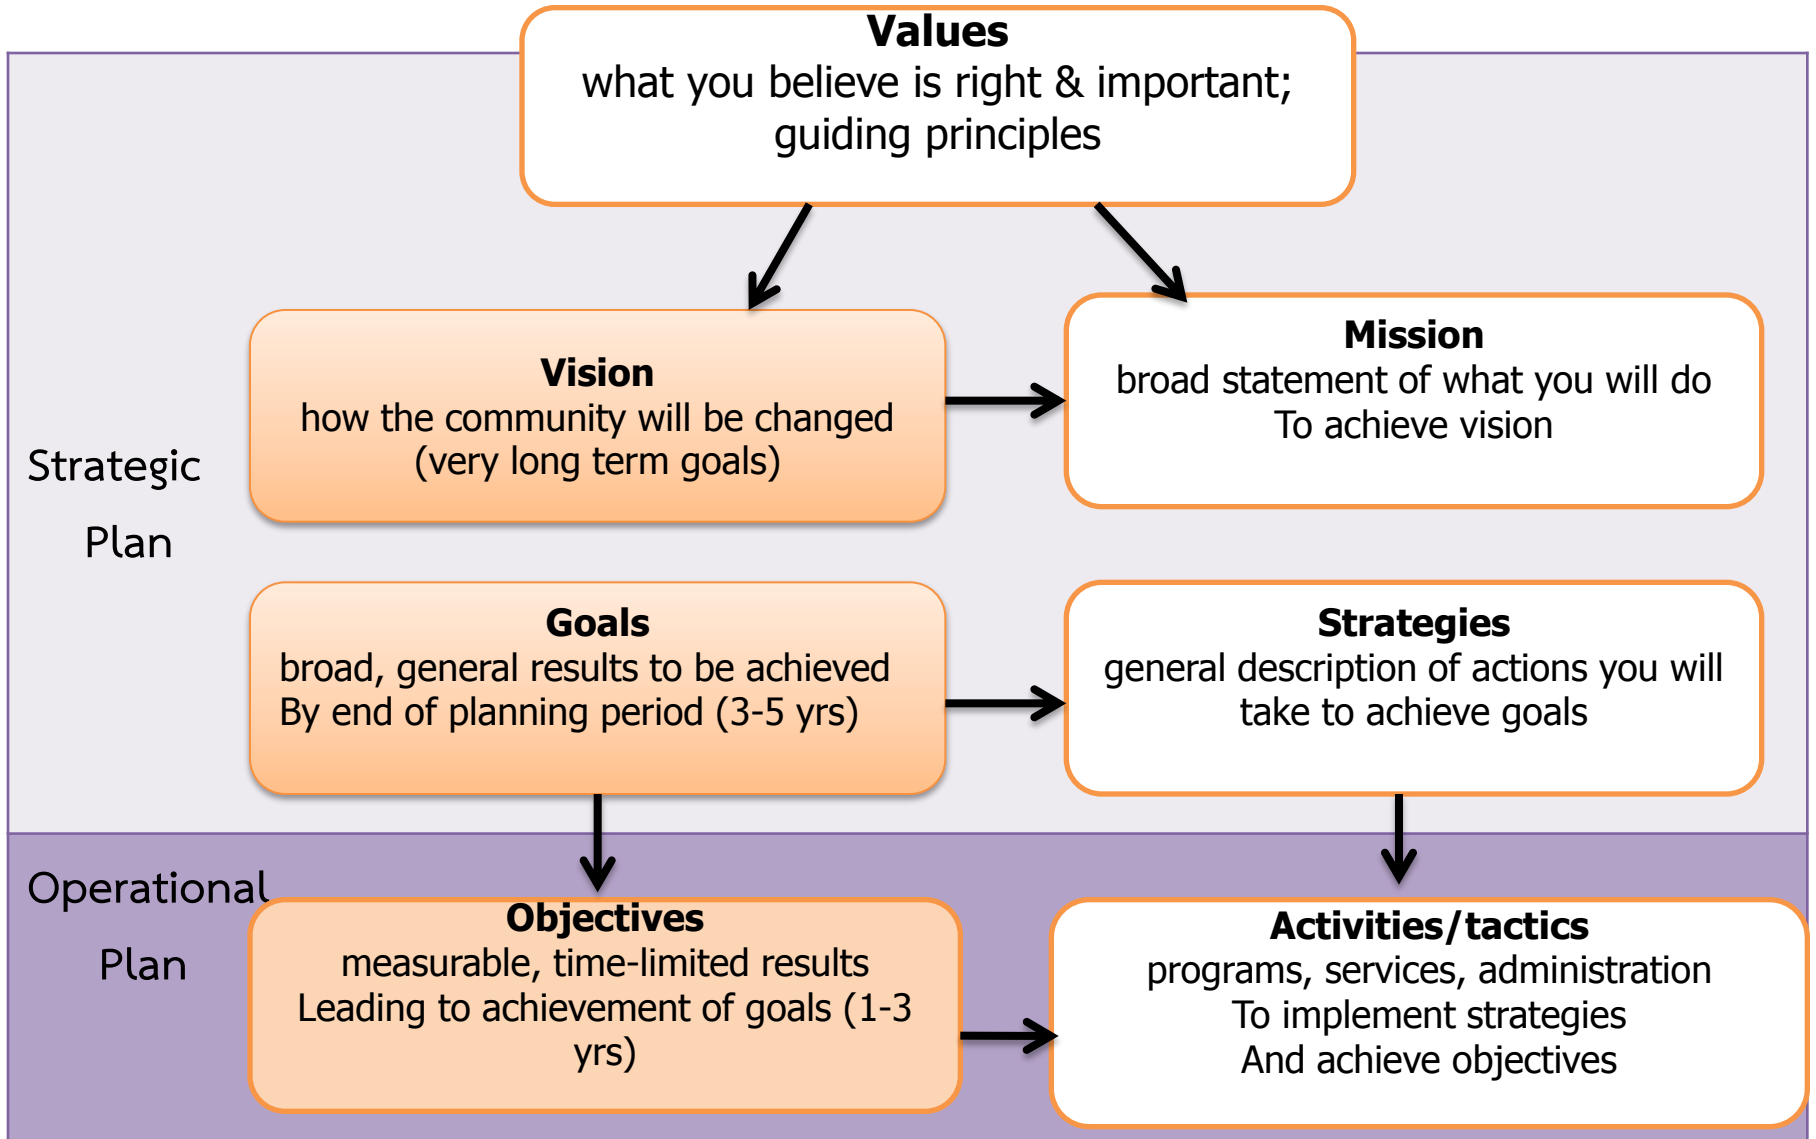 Values
what you believe is right & important;
guiding principles
Vision
how the community will be changed
(very long term goals)
Mission
broad statement of what you will do
To achieve vision
Strategic
Plan
Goals
broad, general results to be achieved
By end of planning period (3-5 yrs)
Strategies
general description of actions you will
take to achieve goals
Operational
Plan
Objectives
measurable, time-limited results
Leading to achievement of goals (1-3
yrs)
Activities/tactics
programs, services, administration
To implement strategies
And achieve objectives